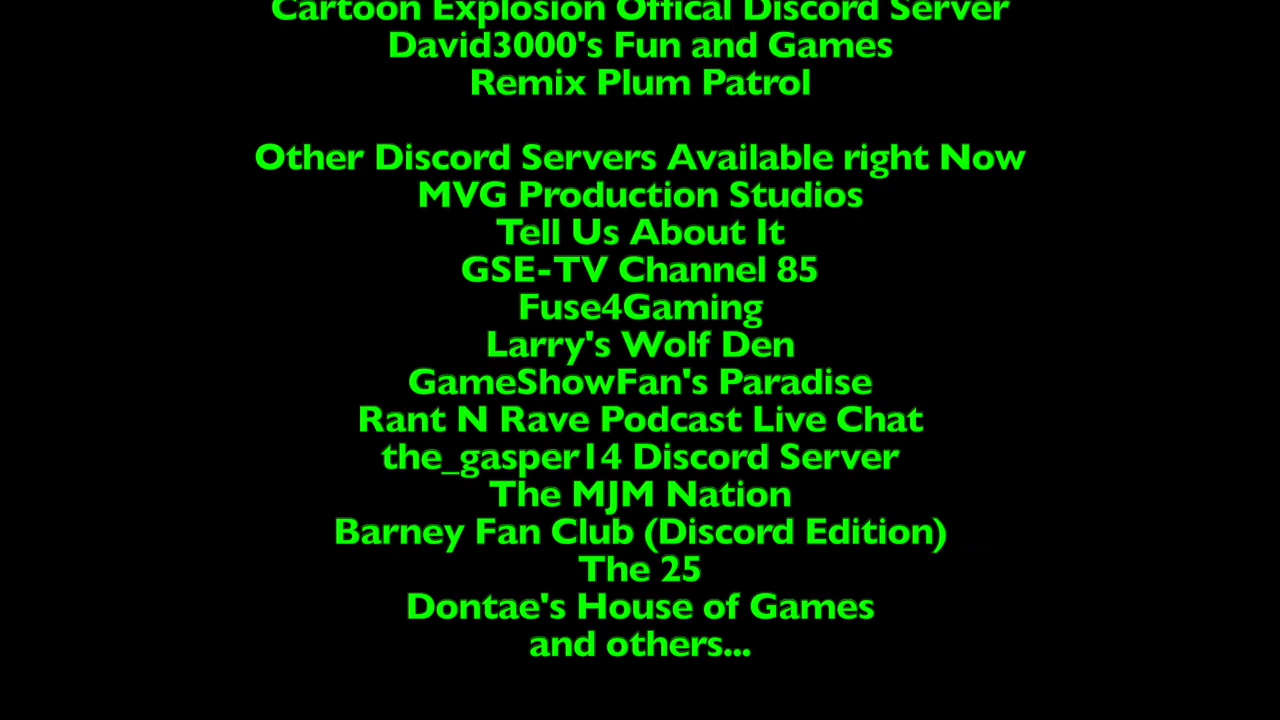 Cartoon Explosion Offical Discord Server
David3000's Fun and Games
Remix Plum Patrol
Other Discord Servers Available right Now
MVG Production Studios
Tell Us About It
GSE-TV Channel 85
Fuse4Gaming
Larry's Wolf Den
GameShowFan's Paradise
Rant N Rave Podcast Live Chat
the_gasper14 Discord Server
The MJM Nation
Barney Fan Club (Discord Edition)
The 25
Dontae's House of Games
and others...